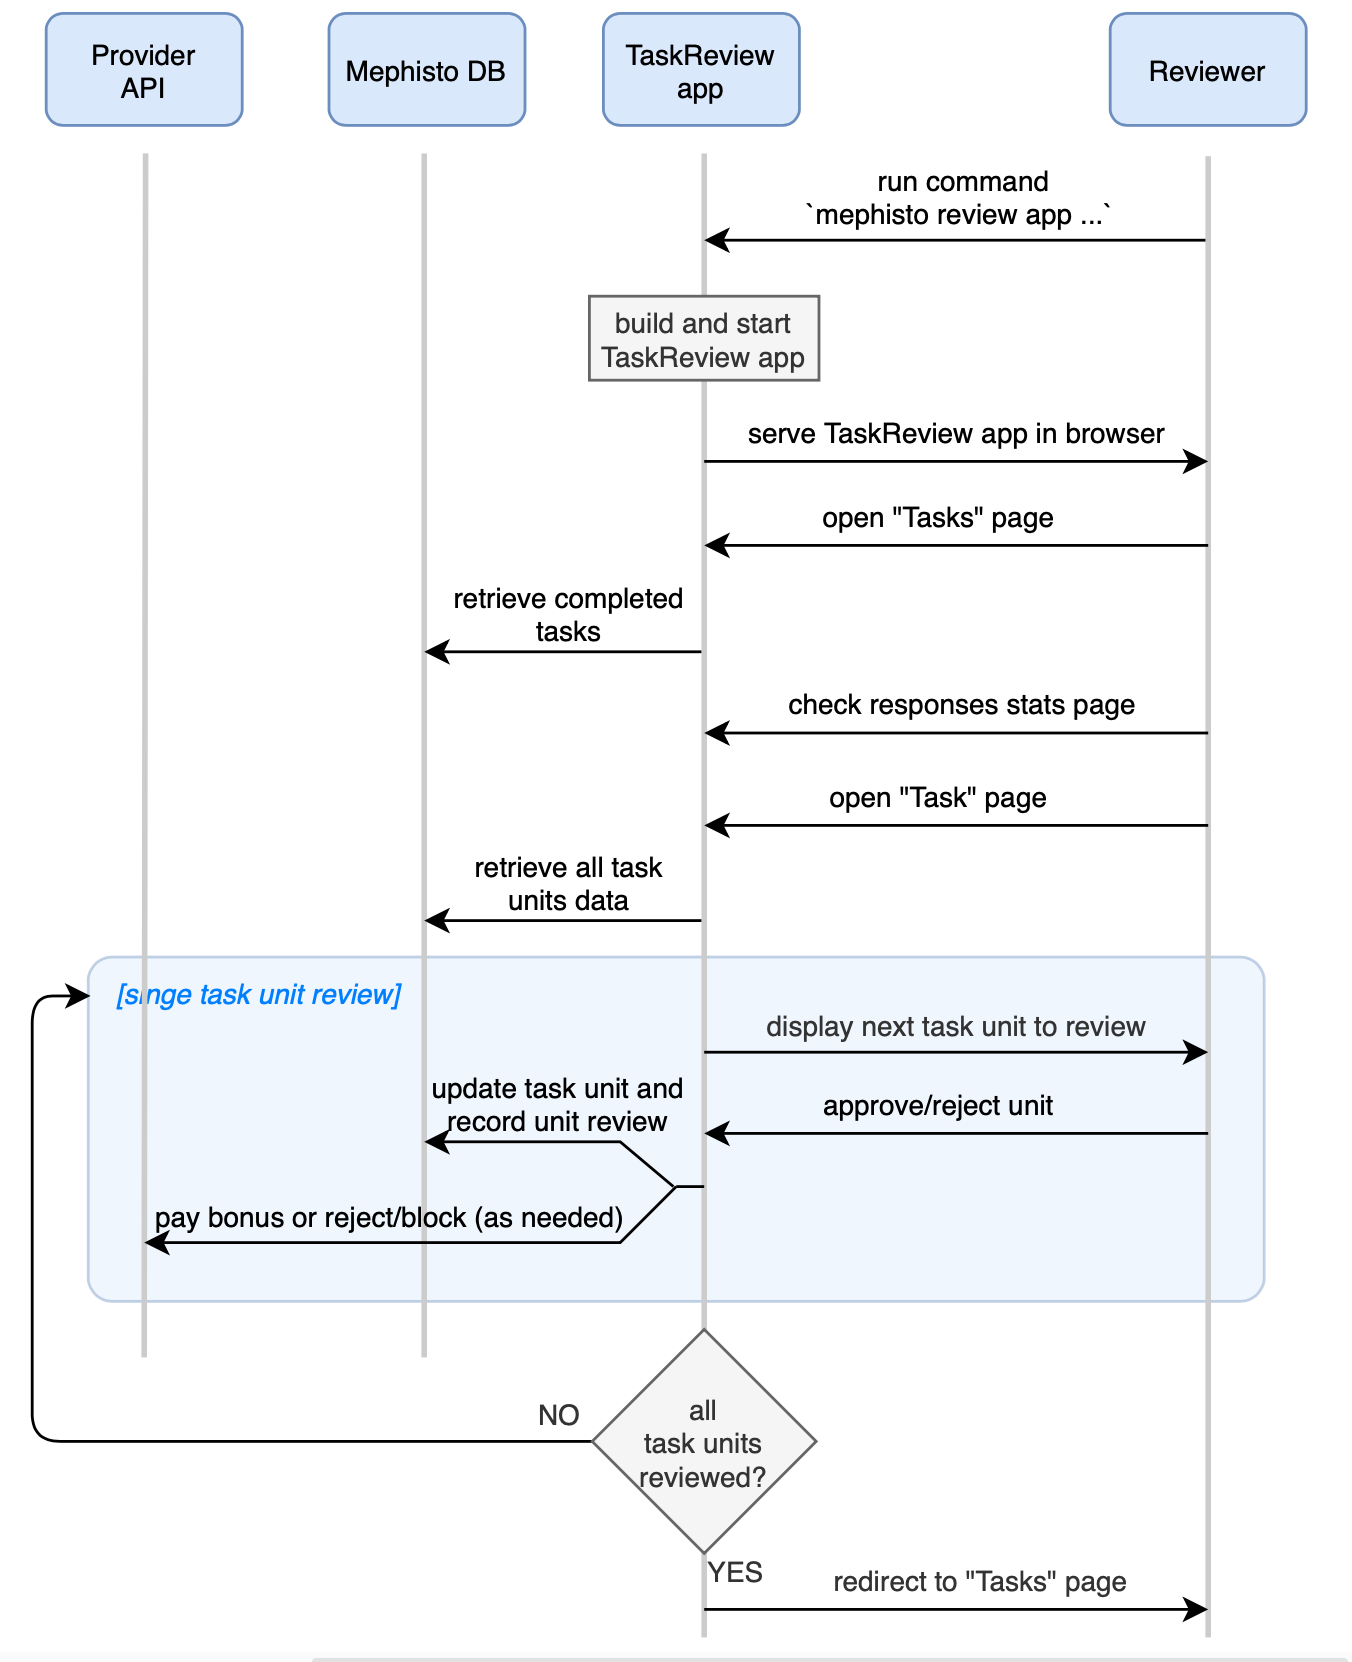 Provider
API
Mephisto DB
TaskReview
app
Reviewer
run command
`mephisto review app ...`
build and start
TaskReview app
serve TaskReview app in browser
open "Tasks" page
retrieve completed
tasks
check responses stats page
open "Task" page
retrieve all task
units data
[singe task unit review]
display next task unit to review
update task unit and
record unit review
approve/reject unit
pay bonus or reject/block (as needed)
NO
all
task units
reviewed?
YES
redirect to "Tasks" page